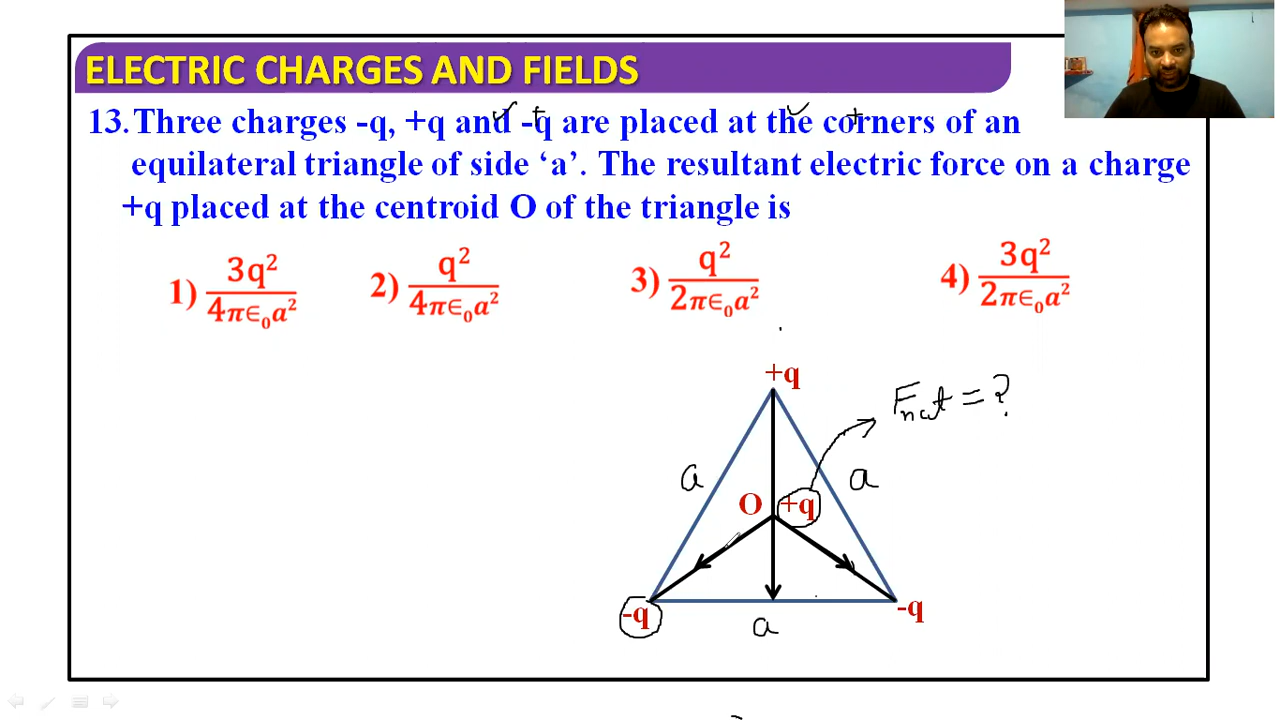 ELECTRIC CHARGES AND FIELDS
13. Three charges -q, +q and -q are placed at the corners of an
equilateral triangle of side ‘a’. The resultant electric force on a charge
+q placed at the centroid O of the triangle is
1) 3q²/4π∈₀a² 2) q²/4π∈₀a² 3) q²/2π∈₀a² 4) 3q²/2π∈₀a²
+q
F_net = ?
a a
O +q
-q -q
a